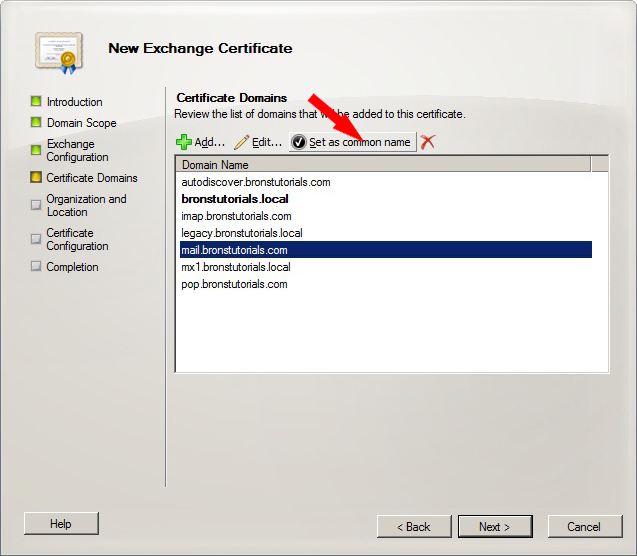 New Exchange Certificate
Introduction
Domain Scope
Exchange
Configuration
Certificate Domains
Organization and
Location
Certificate
Configuration
Completion
Certificate Domains
Review the list of domains that will be added to this certificate.
Add... Edit... Set as common name
Domain Name
autodiscover.bronstutorials.com
bronstutorials.local
imap.bronstutorials.com
legacy.bronstutorials.local
mail.bronstutorials.com
mx1.bronstutorials.local
pop.bronstutorials.com
Help < Back Next > Cancel